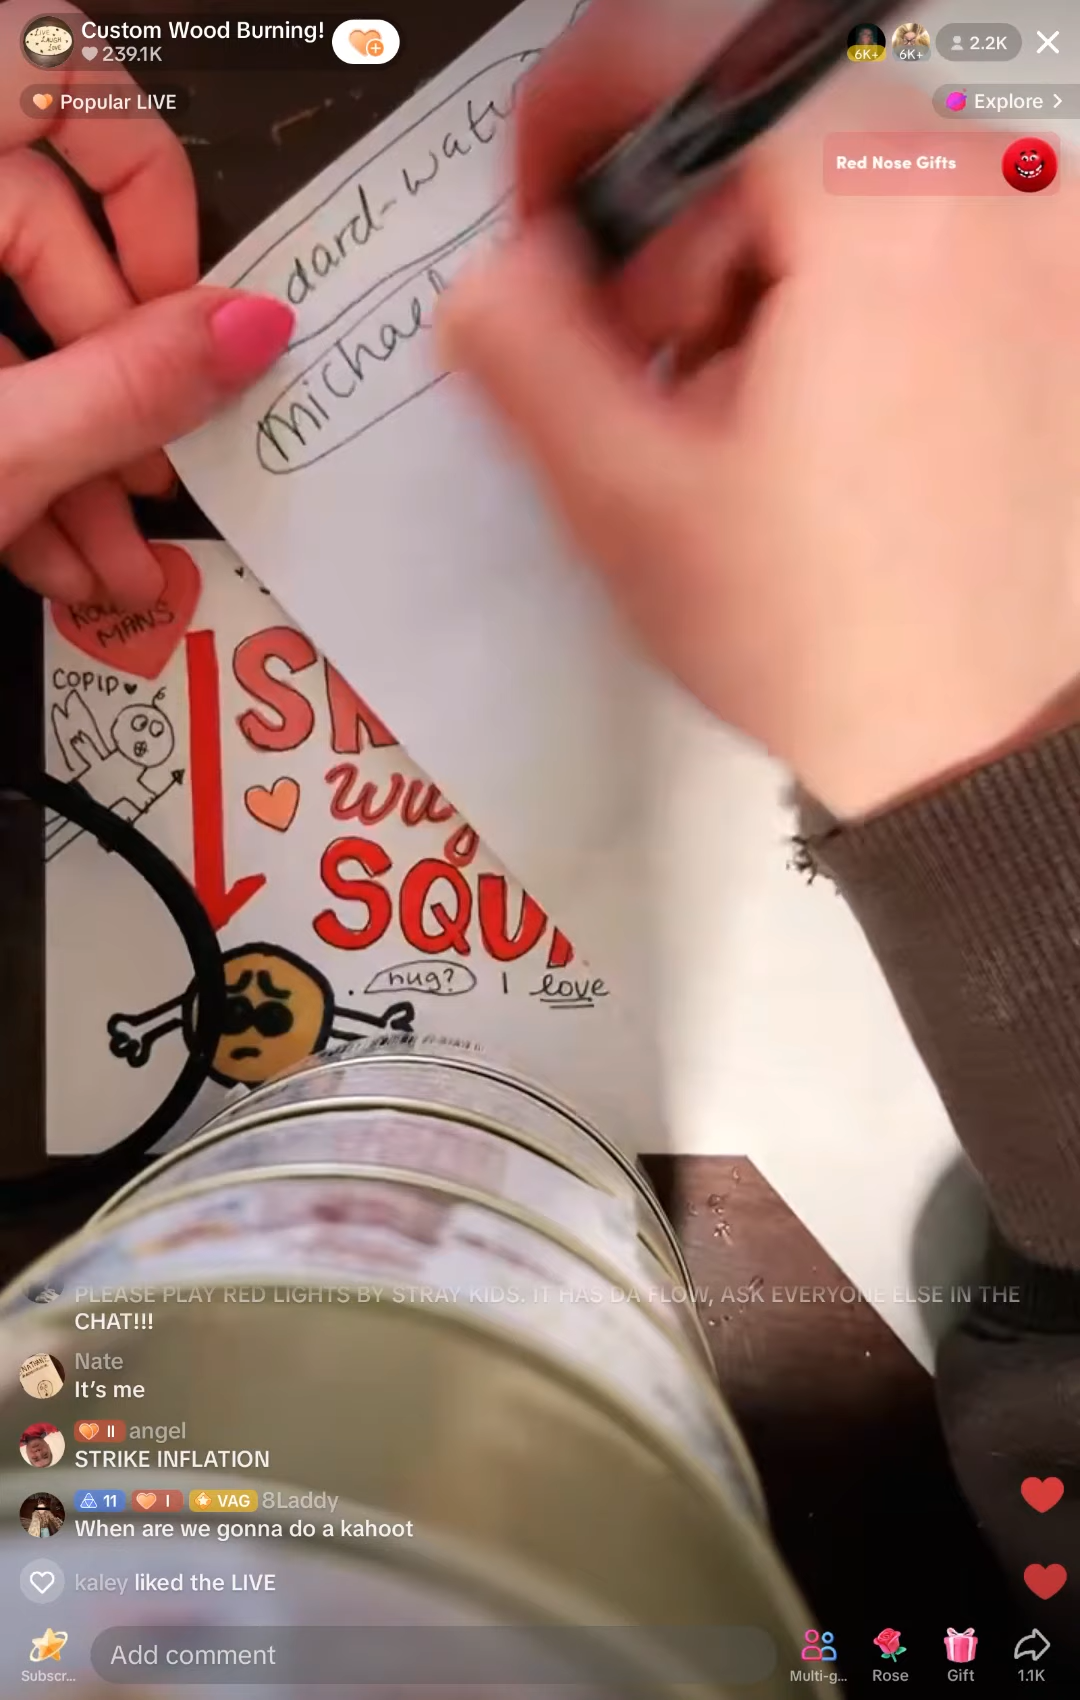 Custom Wood Burning!
239.1K
6K+
6K+
2.2K
Popular LIVE
Explore >
Red Nose Gifts
dard-wat
michael
MANS
COPID
S
SQU
hug? I love
PLEASE PLAY RED LIGHTS BY STRAY KIDS. IT HAS DA FLOW, ASK EVERYONE ELSE IN THE
CHAT!!!
Nate
It's me
II angel
STRIKE INFLATION
11 I VAG 8Laddy
When are we gonna do a kahoot
kaley liked the LIVE
Subscr...
Add comment
Multi-g...
Rose
Gift
1.1K